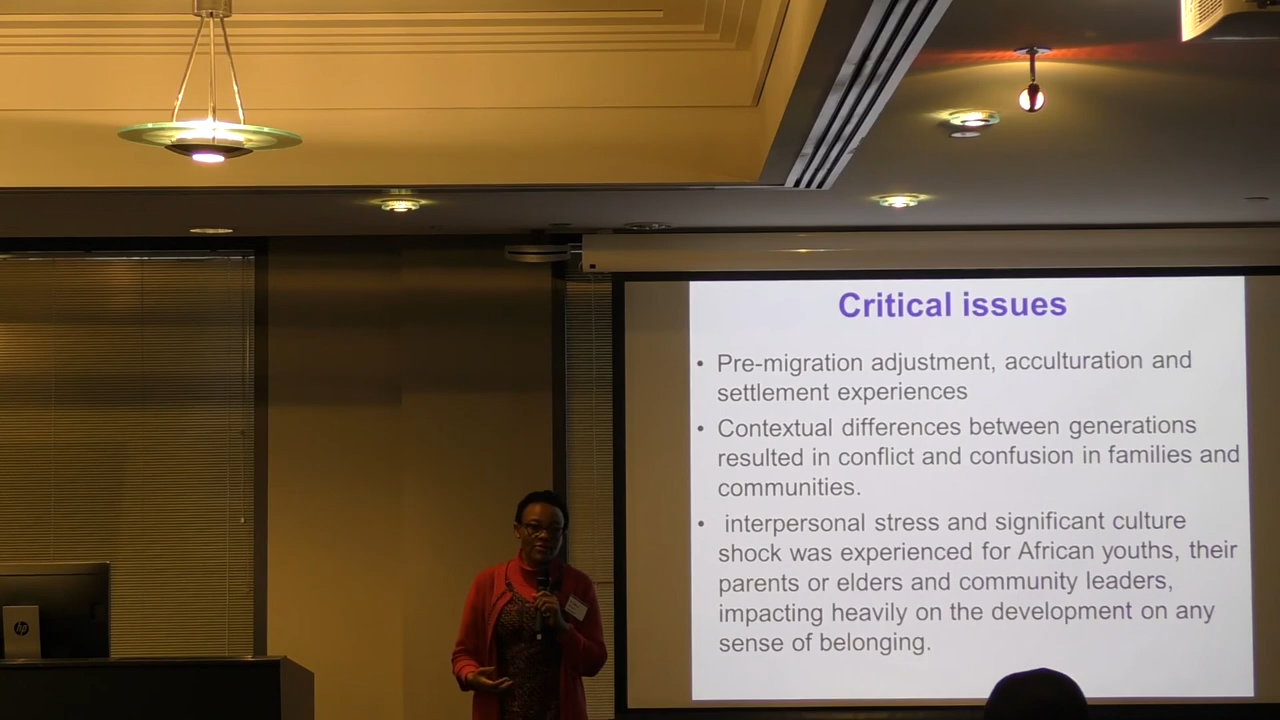 Critical issues
• Pre-migration adjustment, acculturation and
settlement experiences
• Contextual differences between generations
resulted in conflict and confusion in families and
communities.
• interpersonal stress and significant culture
shock was experienced for African youths, their
parents or elders and community leaders,
impacting heavily on the development on any
sense of belonging.
hp